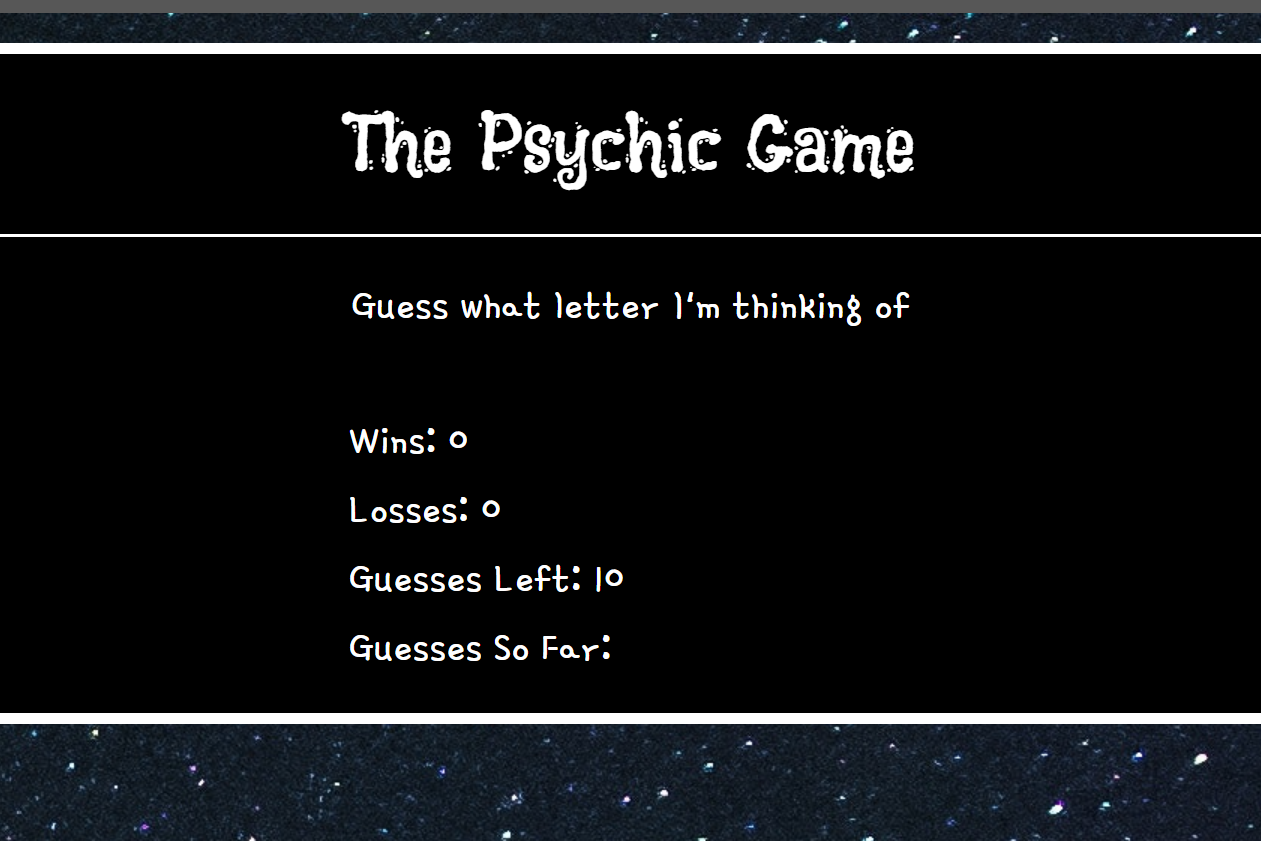 The Psychic Game
Guess what letter I'm thinking of
Wins: 0
Losses: 0
Guesses Left: 10
Guesses So Far: